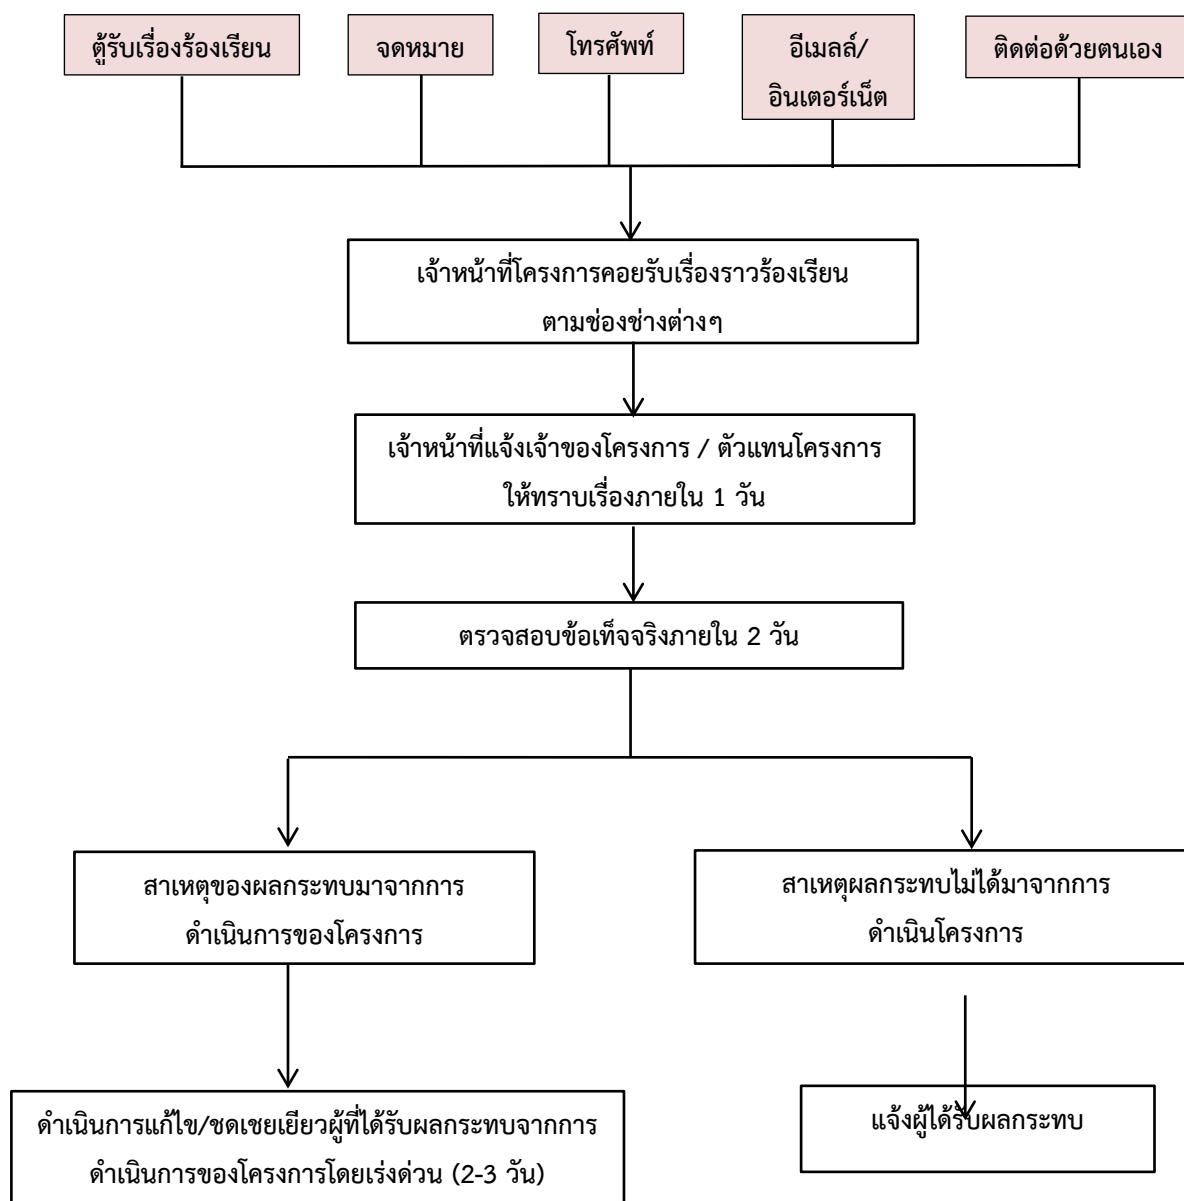 ตู้รับเรื่องร้องเรียน
จดหมาย
โทรศัพท์
อีเมลล์/
อินเตอร์เน็ต
ติดต่อด้วยตนเอง
เจ้าหน้าที่โครงการคอยรับเรื่องราวร้องเรียน
ตามช่องช่างต่างๆ
เจ้าหน้าที่แจ้งเจ้าของโครงการ / ตัวแทนโครงการ
ให้ทราบเรื่องภายใน 1 วัน
ตรวจสอบข้อเท็จจริงภายใน 2 วัน
สาเหตุของผลกระทบมาจากการ
ดำเนินการของโครงการ
สาเหตุผลกระทบไม่ได้มาจากการ
ดำเนินโครงการ
ดำเนินการแก้ไข/ชดเชยเยียวผู้ที่ได้รับผลกระทบจากการ
ดำเนินการของโครงการโดยเร่งด่วน (2-3 วัน)
แจ้งผู้ได้รับผลกระทบ